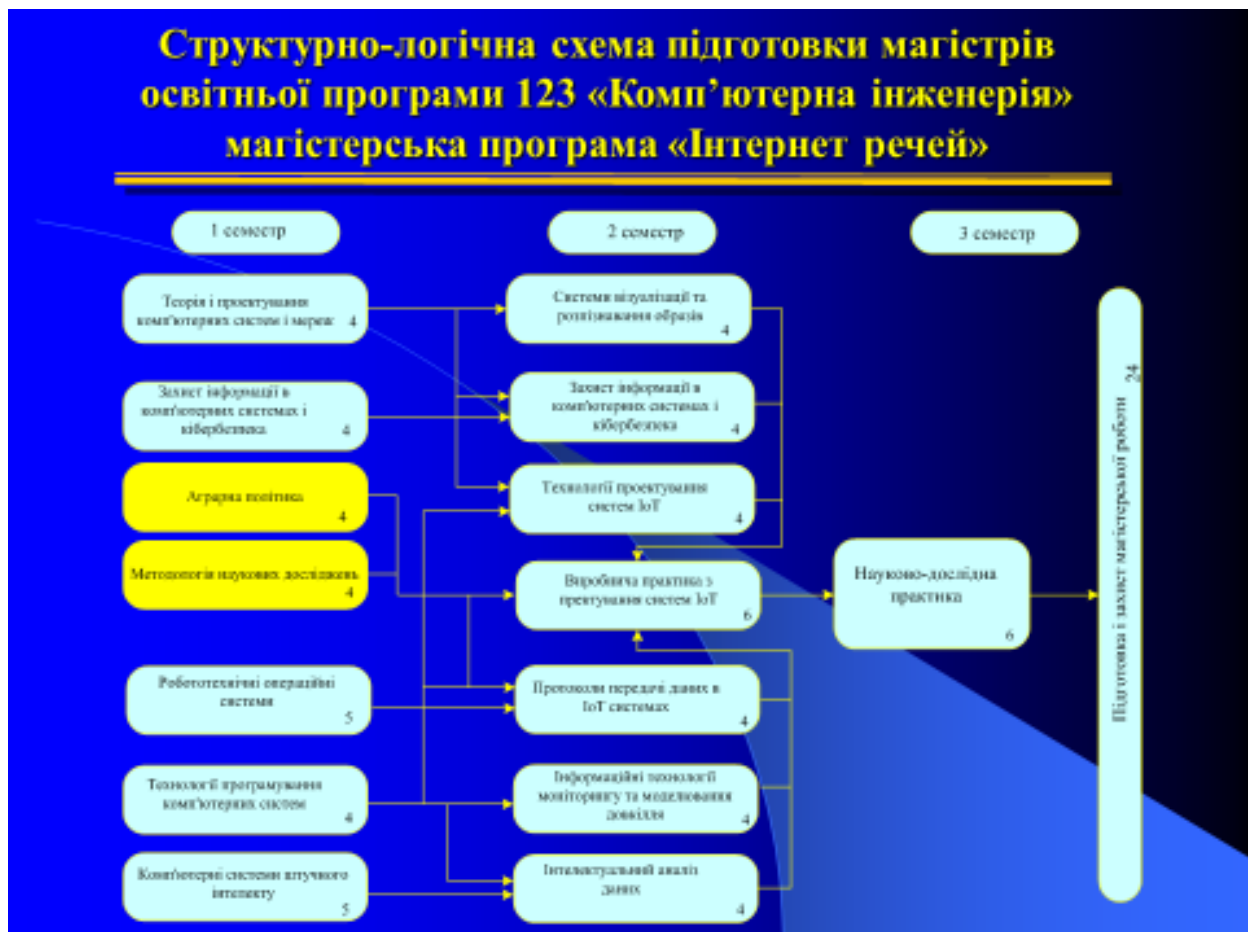 Структурно-логічна схема підготовки магістрів
освітньої програми 123 «Комп’ютерна інженерія»
магістерська програма «Інтернет речей»
1 семестр
2 семестр
3 семестр
Теорія і проектування
комп'ютерних систем і мереж 4
Системи візуалізації та
розпізнавання образів
4
Захист інформації в
комп'ютерних системах і
кібербезпека 4
Захист інформації в
комп'ютерних системах і
кібербезпека 4
Аграрна політика
4
Технології проектування
систем IoT
4
Методологія наукових досліджень
4
Виробнича практика з
пректування систем IoT
6
Науково-дослідна
практика
6
Підготовка і захист магістерської роботи 24
Робототехнічні операційні
системи
5
Протоколи передачі даних в
IoT системах
4
Технології програмування
комп'ютерних систем
4
Інформаційні технології
моніторингу та моделювання
довкілля 4
Комп'ютерні системи штучного
інтелекту
5
Інтелектуальний аналіз
даних
4